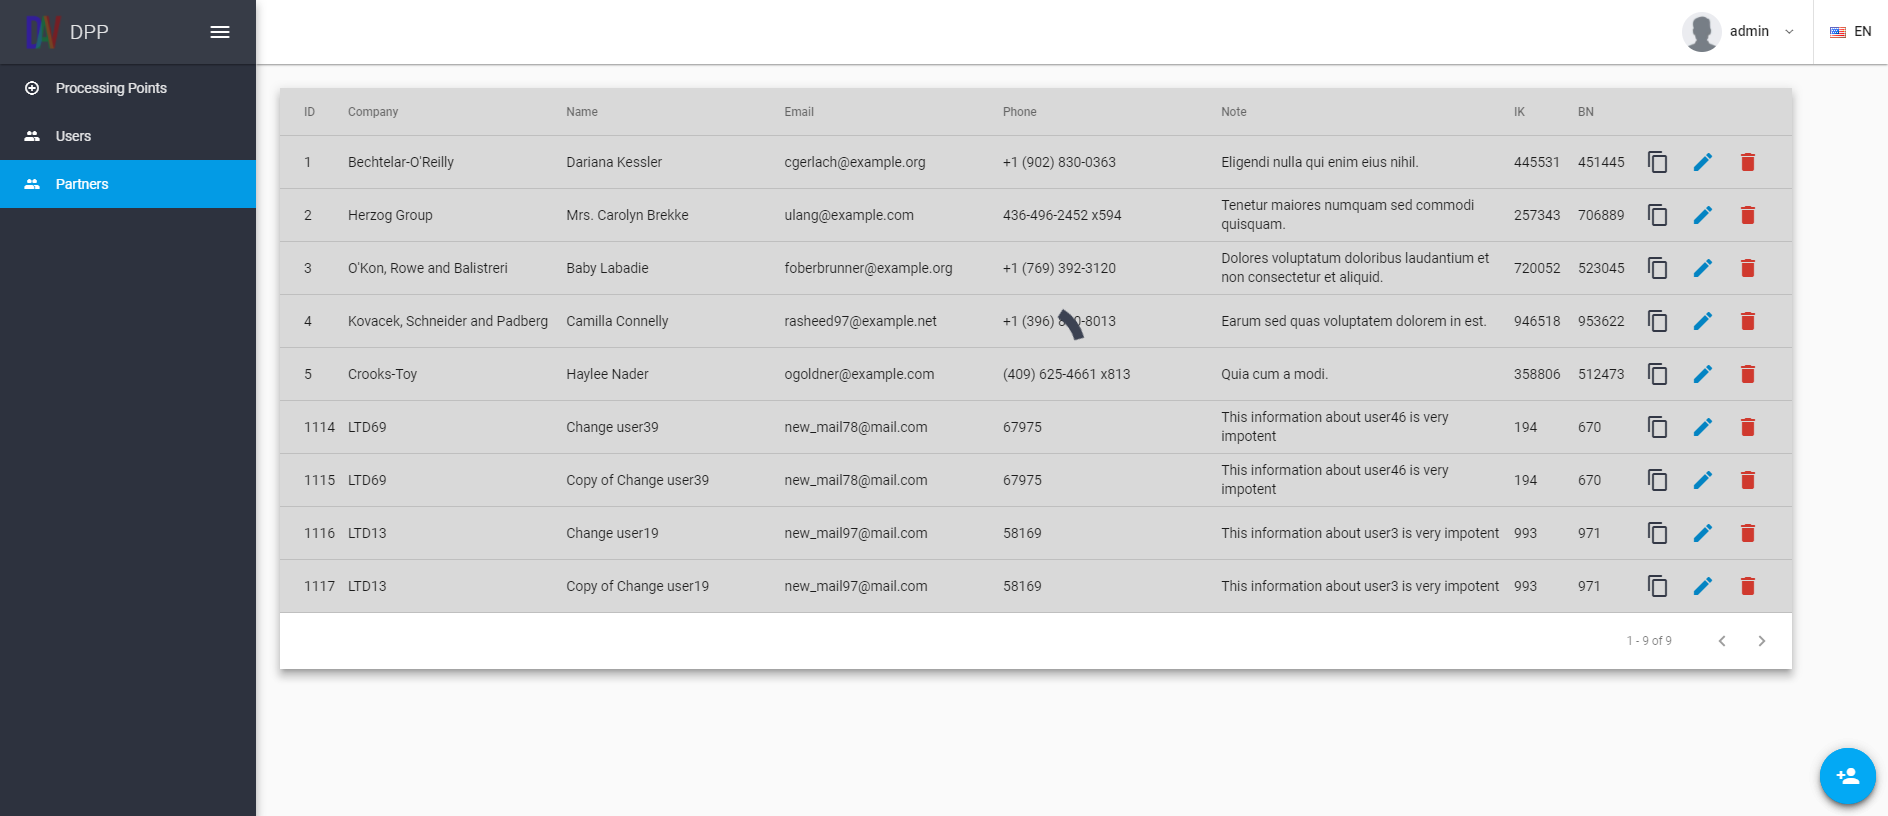 DAV DPP
admin
EN
Processing Points
Users
Partners
ID Company Name Email Phone Note IK BN
1 Bechtelar-O'Reilly Dariana Kessler cgerlach@example.org +1 (902) 830-0363 Eligendi nulla qui enim eius nihil. 445531 451445
2 Herzog Group Mrs. Carolyn Brekke ulang@example.com 436-496-2452 x594 Tenetur maiores numquam sed commodi
quisquam. 257343 706889
3 O'Kon, Rowe and Balistreri Baby Labadie foberbrunner@example.org +1 (769) 392-3120 Dolores voluptatum doloribus laudantium et
non consectetur et aliquid. 720052 523045
4 Kovacek, Schneider and Padberg Camilla Connelly rasheed97@example.net +1 (396) Earum sed quas voluptatem dolorem in est. 946518 953622
5 Crooks-Toy Haylee Nader ogoldner@example.com (409) 625-4661 x813 Quia cum a modi. 358806 512473
1114 LTD69 Change user39 new_mail78@mail.com 67975 This information about user46 is very
impotent 194 670
1115 LTD69 Copy of Change user39 new_mail78@mail.com 67975 This information about user46 is very
impotent 194 670
1116 LTD13 Change user19 new_mail97@mail.com 58169 This information about user3 is very impotent 993 971
1117 LTD13 Copy of Change user19 new_mail97@mail.com 58169 This information about user3 is very impotent 993 971
1 - 9 of 9